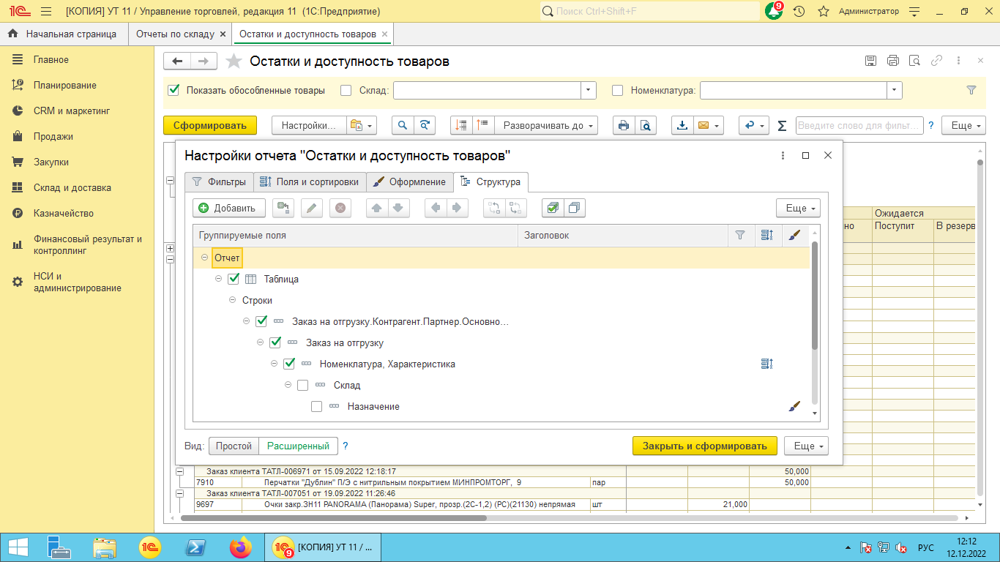 [КОПИЯ] УТ 11 / Управление торговлей, редакция 11 (1С:Предприятие)
Поиск Ctrl+Shift+F
9
Администратор
Начальная страница
Отчеты по складу
Остатки и доступность товаров
Главное
Планирование
CRM и маркетинг
Продажи
Закупки
Склад и доставка
Казначейство
Финансовый результат и
контроллинг
НСИ и
администрирование
Остатки и доступность товаров
Показать обособленные товары
Склад:
Номенклатура:
Сформировать
Настройки...
Разворачивать до
Σ
Введите слово для фильт...
?
Еще
Настройки отчета "Остатки и доступность товаров"
Фильтры
Поля и сортировки
Оформление
Структура
Добавить
Еще
Группируемые поля
Заголовок
Отчет
Таблица
Строки
Заказ на отгрузку.Контрагент.Партнер.Основно...
Заказ на отгрузку
Номенклатура, Характеристика
Склад
Назначение
Вид:
Простой
Расширенный
?
Закрыть и сформировать
Еще
Ожидается
но
Поступит
В резерв
Заказ клиента ТАТЛ-006971 от 15.09.2022 12:18:17
50,000
7910
Перчатки "Дублин" П/Э с нитрильным покрытием МИНПРОМТОРГ, 9
пар
50,000
Заказ клиента ТАТЛ-007051 от 19.09.2022 11:26:46
9697
Очки закр.ЗН11 PANORAMA (Панорама) Super, прозр.(2С-1,2) (РС)(21130) непрямая
шт
21,000
[КОПИЯ] УТ 11 / ...
9
РУС
12:12
12.12.2022